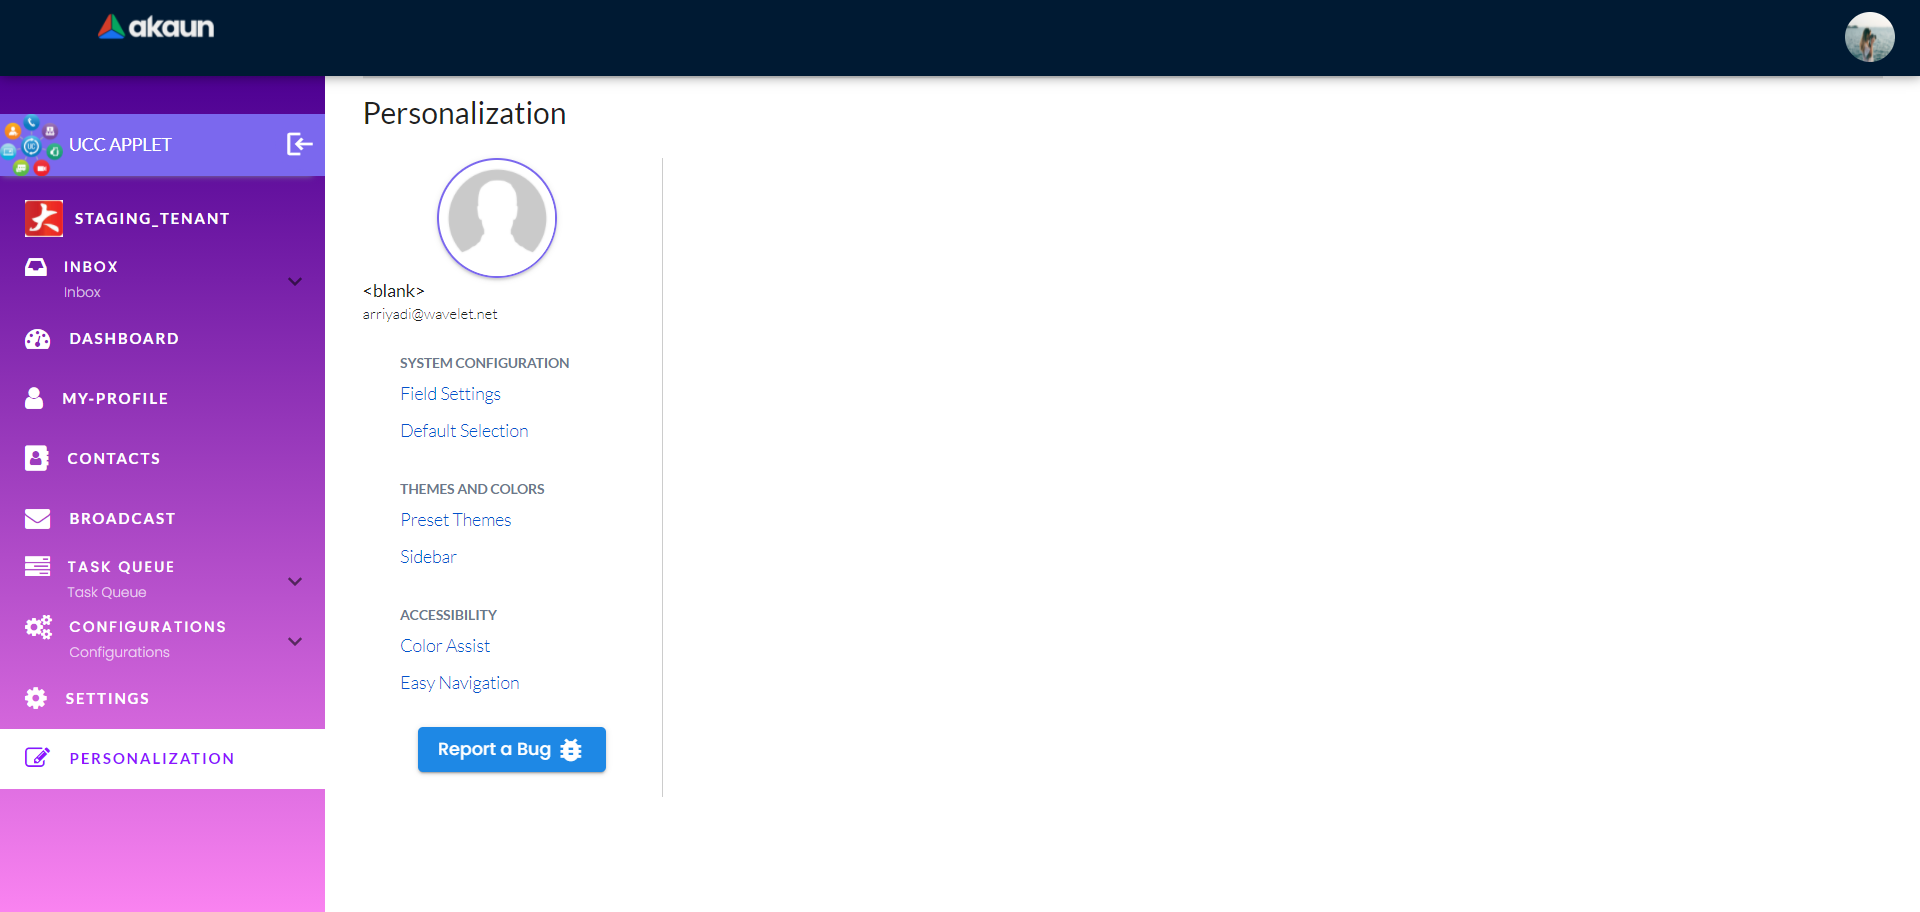 akaun
UCC APPLET
STAGING_TENANT
INBOX
Inbox
DASHBOARD
MY-PROFILE
CONTACTS
BROADCAST
TASK QUEUE
Task Queue
CONFIGURATIONS
Configurations
SETTINGS
PERSONALIZATION
Personalization
<blank>
arriyadi@wavelet.net
SYSTEM CONFIGURATION
Field Settings
Default Selection
THEMES AND COLORS
Preset Themes
Sidebar
ACCESSIBILITY
Color Assist
Easy Navigation
Report a Bug